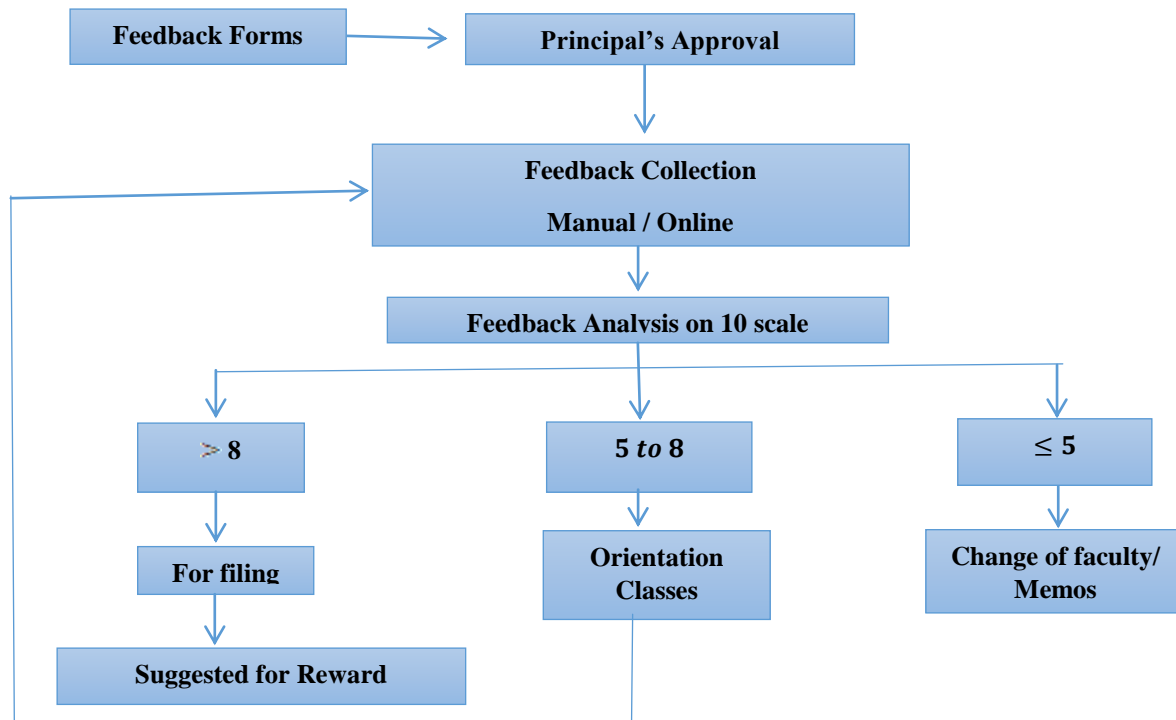 Feedback Forms
Principal's Approval
Feedback Collection
Manual / Online
Feedback Analysis on 10 scale
> 8
5 to 8
≤ 5
For filing
Orientation
Classes
Change of faculty/
Memos
Suggested for Reward